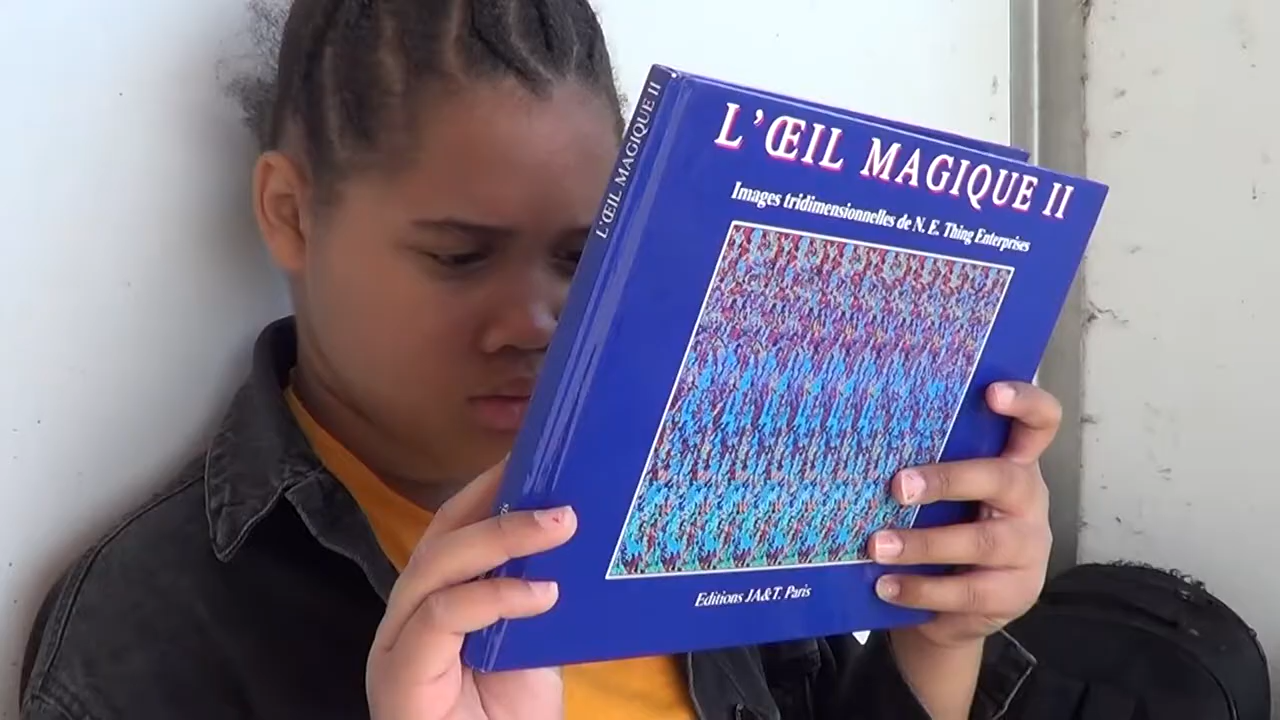 L'ŒIL MAGIQUE II
L'ŒIL MAGIQUE II
Images tridimensionnelles de N. E. Thing Enterprises
Editions JA&T. Paris